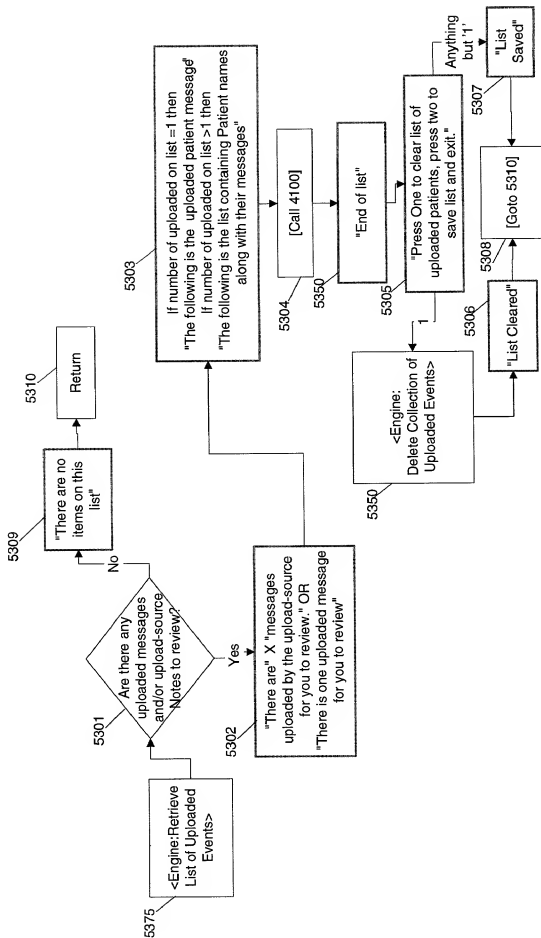 5375
<Engine:Retrieve
List of Uploaded
Events>
5301
Are there any
uploaded messages
and/or upload-source
Notes to review?
No
5309
"There are no
items on this
list"
5310
Return
Yes
5302
"There are" X "messages
uploaded by the upload-source
for you to review." OR
"There is one uploaded message
for you to review"
5303
If number of uploaded on list =1 then
"The following is the uploaded patient message"
If number of uploaded on list >1 then
"The following is the list containing Patient names
along with their messages"
5304
[Call 4100]
5350
"End of list"
5305
"Press One to clear list of
uploaded patients, press two to
save list and exit."
1
5350
<Engine:
Delete Collection of
Uploaded Events>
5306
"List Cleared"
Anything
but '1'
5307
"List
Saved"
5308
[Goto 5310]